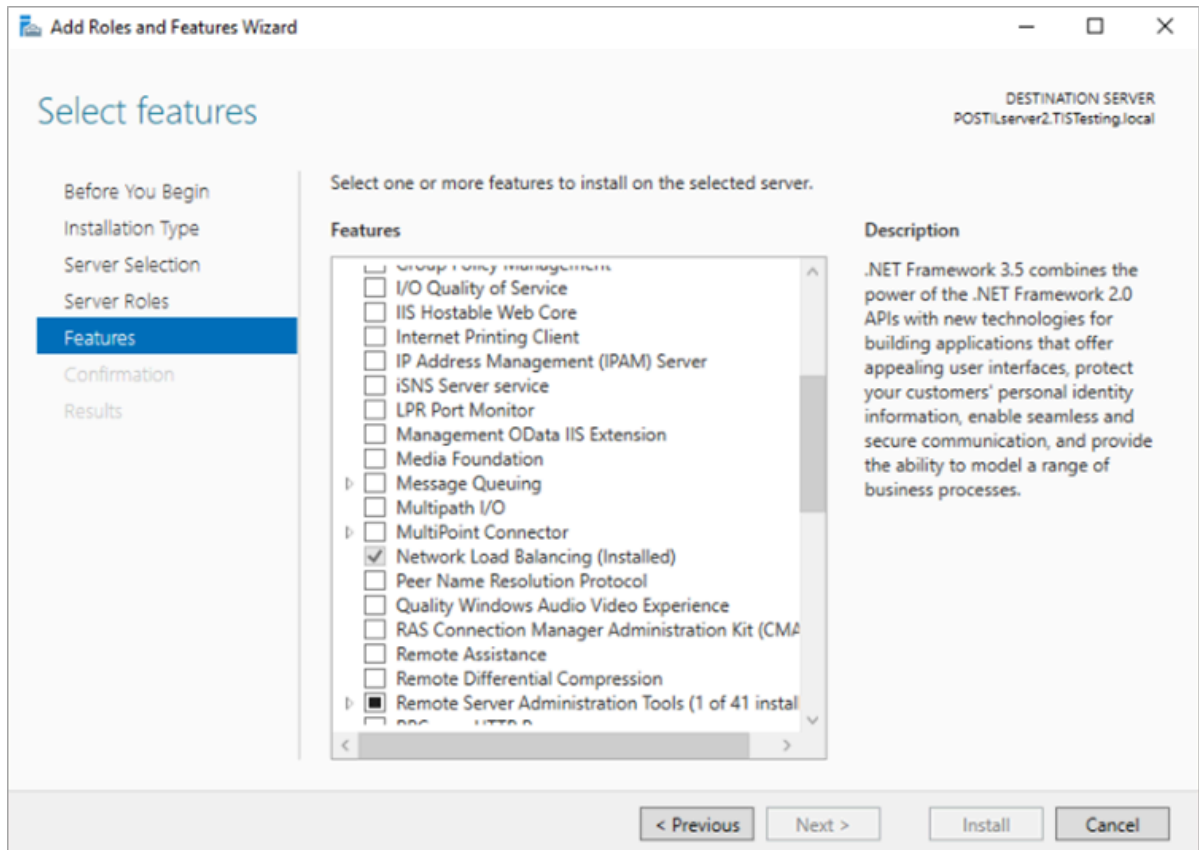 Add Roles and Features Wizard
Select features
DESTINATION SERVER
POSTILserver2.TISTesting.local
Before You Begin
Installation Type
Server Selection
Server Roles
Features
Confirmation
Results
Select one or more features to install on the selected server.
Features
Group Policy Management
I/O Quality of Service
IIS Hostable Web Core
Internet Printing Client
IP Address Management (IPAM) Server
iSNS Server service
LPR Port Monitor
Management OData IIS Extension
Media Foundation
Message Queuing
Multipath I/O
MultiPoint Connector
Network Load Balancing (Installed)
Peer Name Resolution Protocol
Quality Windows Audio Video Experience
RAS Connection Manager Administration Kit (CMA
Remote Assistance
Remote Differential Compression
Remote Server Administration Tools (1 of 41 instal
Description
.NET Framework 3.5 combines the
power of the .NET Framework 2.0
APIs with new technologies for
building applications that offer
appealing user interfaces, protect
your customers' personal identity
information, enable seamless and
secure communication, and provide
the ability to model a range of
business processes.
< Previous
Next >
Install
Cancel